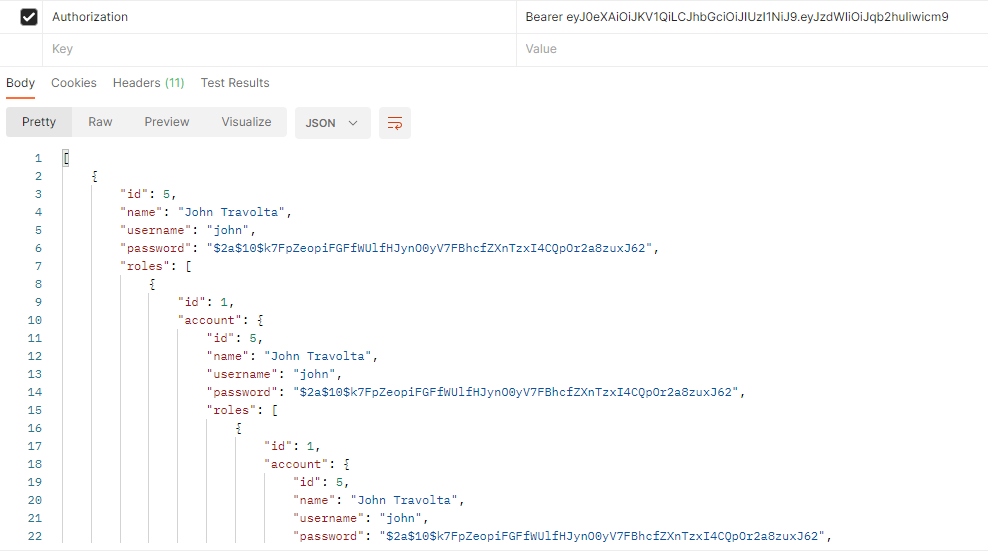 Authorization Bearer eyJ0eXAiOiJKV1QiLCJhbGciOiJIUzI1NiJ9.eyJzdWIiOiJqb2huIiwicm9
Key Value
Body Cookies Headers (11) Test Results
Pretty Raw Preview Visualize JSON
1 [
2 {
3 "id": 5,
4 "name": "John Travolta",
5 "username": "john",
6 "password": "$2a$10$k7FpZeopiFGFfWUlfHJynO0yV7FBhcfZXnTzxI4CQpOr2a8zuxJ62",
7 "roles": [
8 {
9 "id": 1,
10 "account": {
11 "id": 5,
12 "name": "John Travolta",
13 "username": "john",
14 "password": "$2a$10$k7FpZeopiFGFfWUlfHJynO0yV7FBhcfZXnTzxI4CQpOr2a8zuxJ62",
15 "roles": [
16 {
17 "id": 1,
18 "account": {
19 "id": 5,
20 "name": "John Travolta",
21 "username": "john",
22 "password": "$2a$10$k7FpZeopiFGFfWUlfHJynO0yV7FBhcfZXnTzxI4CQpOr2a8zuxJ62",